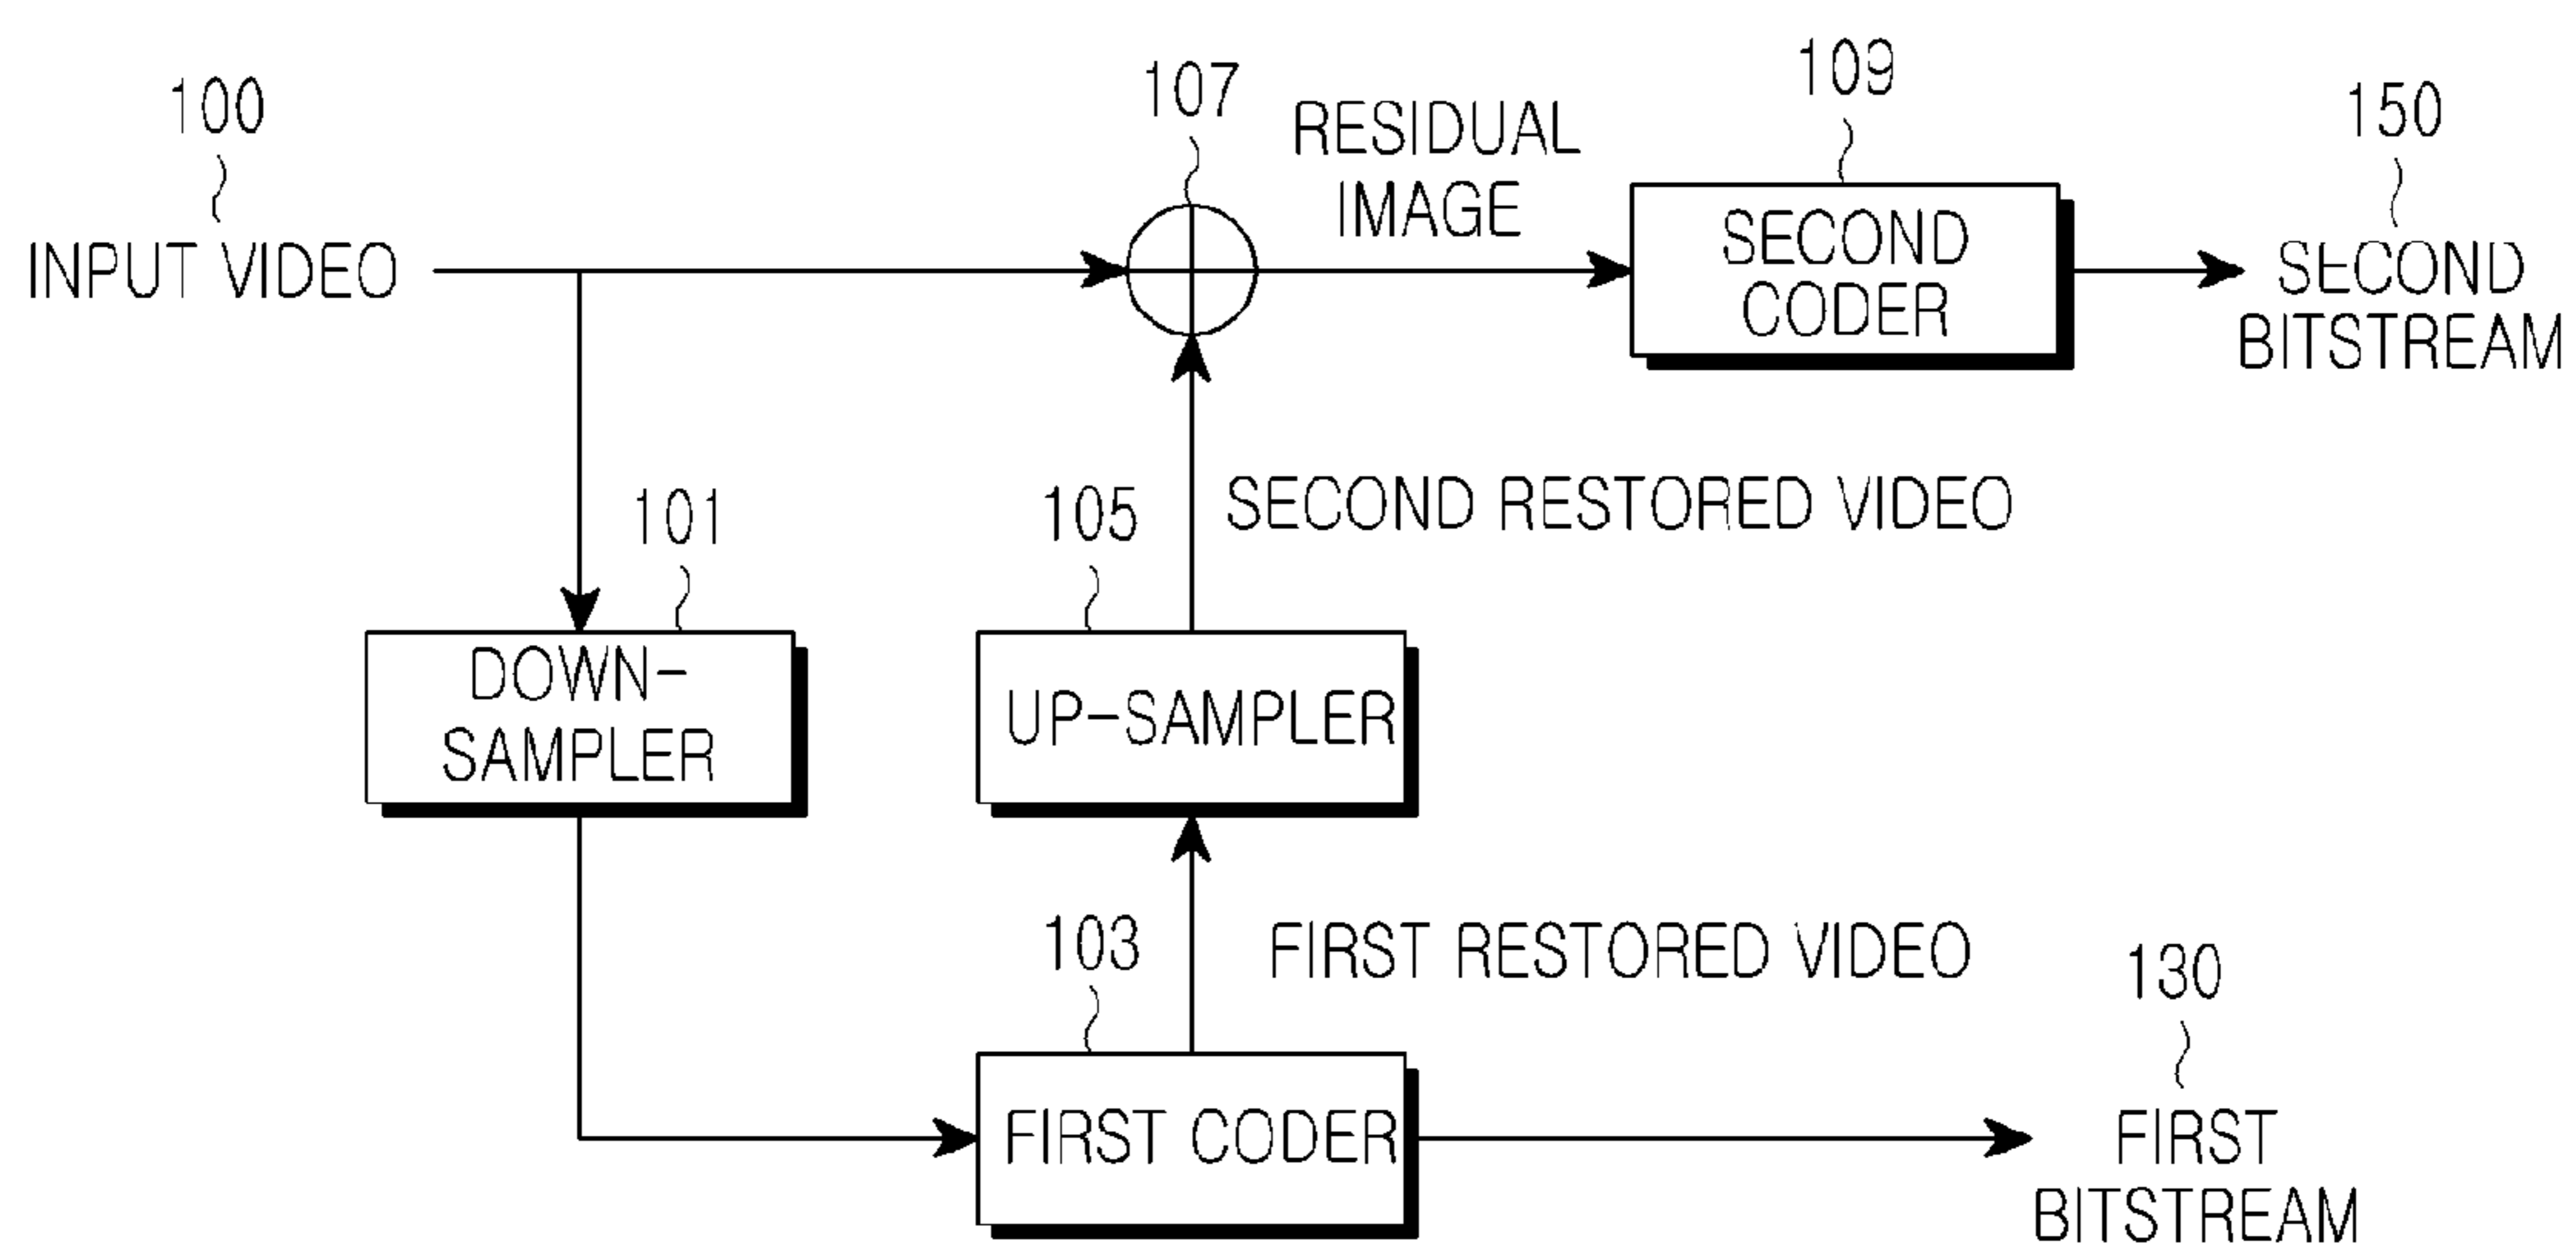 100
INPUT VIDEO
107
RESIDUAL
IMAGE
109
SECOND
CODER
150
SECOND
BITSTREAM
101
DOWN-
SAMPLER
105
UP-SAMPLER
SECOND RESTORED VIDEO
103
FIRST CODER
FIRST RESTORED VIDEO
130
FIRST
BITSTREAM